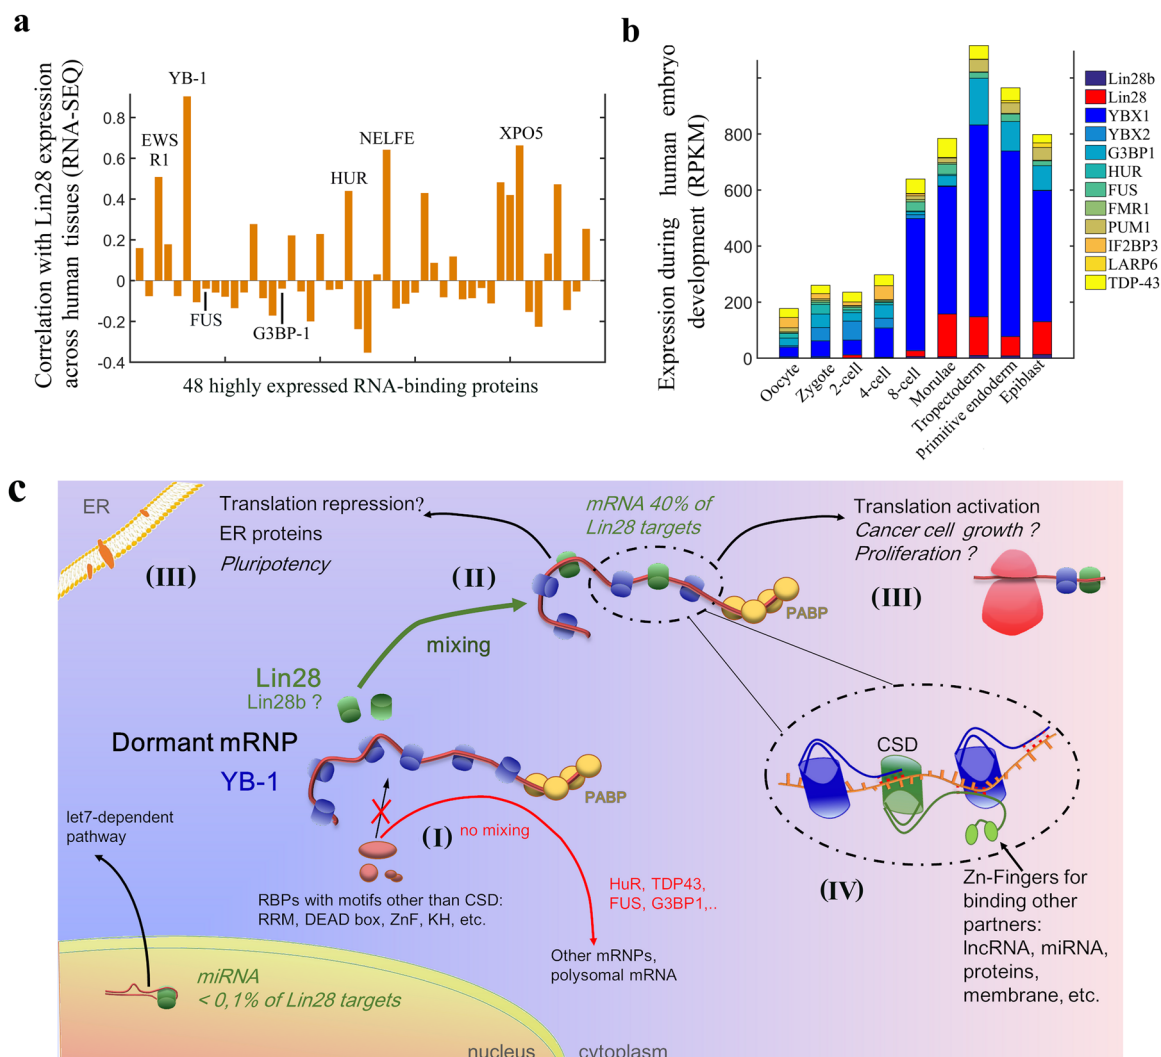 a
Correlation with Lin28 expression
across human tissues (RNA-SEQ)
0.8
0.6
0.4
0.2
0
-0.2
-0.4
YB-1
EWS
R1
FUS
G3BP-1
HUR
NELFE
XPO5
48 highly expressed RNA-binding proteins
b
Expression during human embryo
development (RPKM)
800
600
400
200
0
Oocyte
Zygote
2-cell
4-cell
8-cell
Morulae
Tropectoderm
Primitive endoderm
Epiblast
Lin28b
Lin28
YBX1
YBX2
G3BP1
HUR
FUS
FMR1
PUM1
IF2BP3
LARP6
TDP-43
c
ER
Translation repression?
ER proteins
Pluripotency
(III)
(II)
mRNA 40% of
Lin28 targets
PABP
Translation activation
Cancer cell growth ?
Proliferation ?
(III)
mixing
Lin28
Lin28b ?
Dormant mRNP
YB-1
PABP
let7-dependent
pathway
(I)
no mixing
RBPs with motifs other than CSD:
RRM, DEAD box, ZnF, KH, etc.
HuR, TDP43,
FUS, G3BP1,..
Other mRNPs,
polysomal mRNA
CSD
(IV)
Zn-Fingers for
binding other
partners:
lncRNA, miRNA,
proteins,
membrane, etc.
miRNA
< 0,1% of Lin28 targets
nucleus
cytoplasm